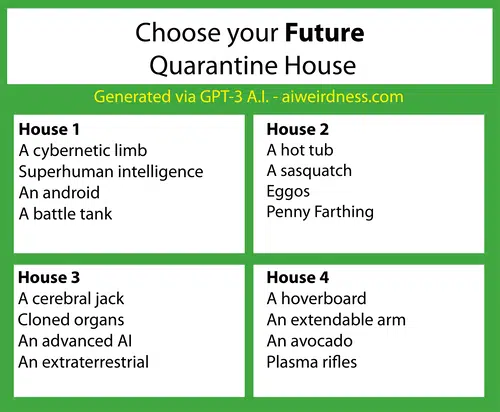 Choose your Future
Quarantine House
Generated via GPT-3 A.I. - aiweirdness.com
House 1
A cybernetic limb
Superhuman intelligence
An android
A battle tank
House 2
A hot tub
A sasquatch
Eggos
Penny Farthing
House 3
A cerebral jack
Cloned organs
An advanced AI
An extraterrestrial
House 4
A hoverboard
An extendable arm
An avocado
Plasma rifles